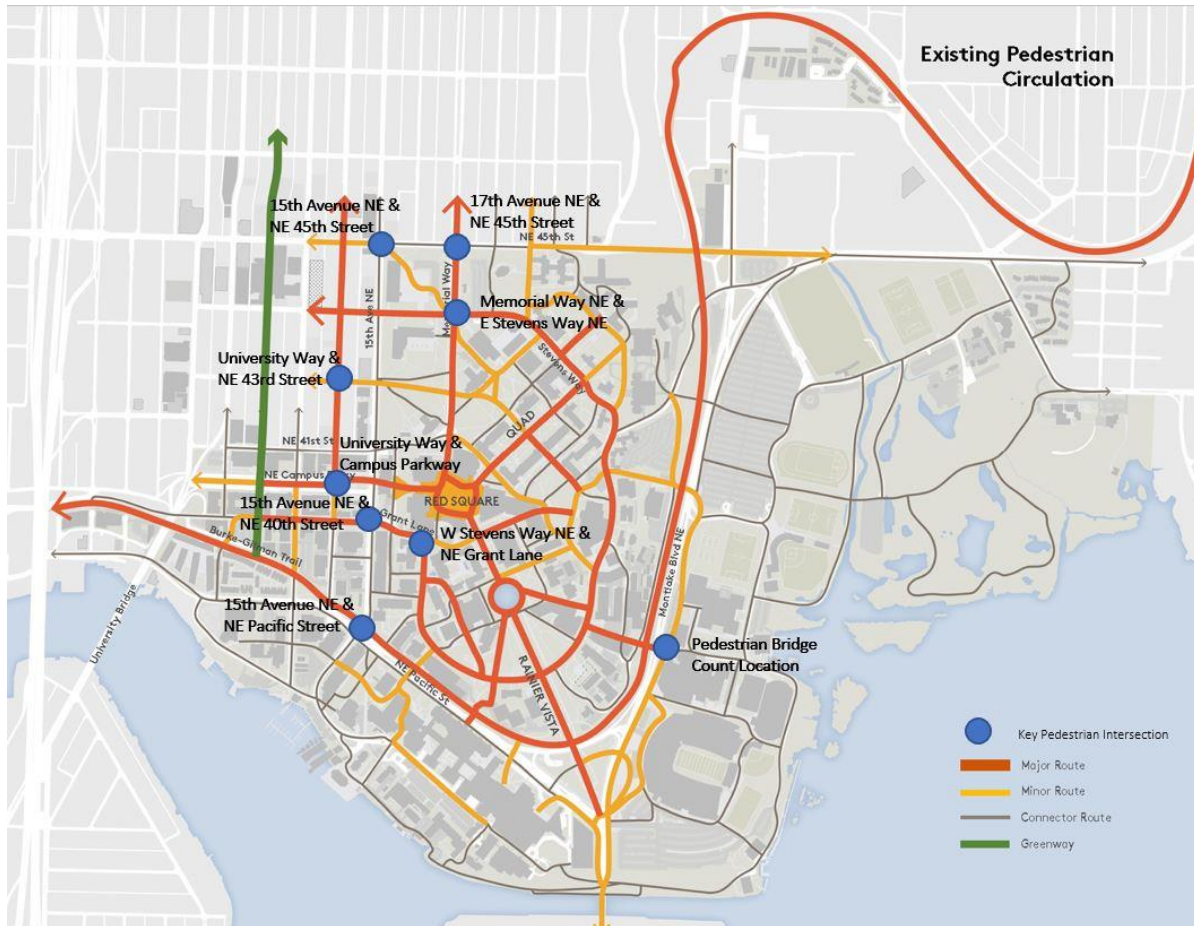 Existing Pedestrian
Circulation
15th Avenue NE &
NE 45th Street
17th Avenue NE &
NE 45th Street
NE 45th St
Memorial Way
Memorial Way NE &
E Stevens Way NE
15th Ave NE
Stevens Way
University Way &
NE 43rd Street
QUAD
NE 41st St
University Way &
Campus Parkway
NE Campus
RED SQUARE
15th Avenue NE &
NE 40th Street
Grant Lane
W Stevens Way NE &
NE Grant Lane
Burke-Gilman Trail
University Bridge
15th Avenue NE &
NE Pacific Street
NE Pacific St
RAINIER VISTA
Montlake Blvd NE
Pedestrian Bridge
Count Location
Key Pedestrian Intersection
Major Route
Minor Route
Connector Route
Greenway